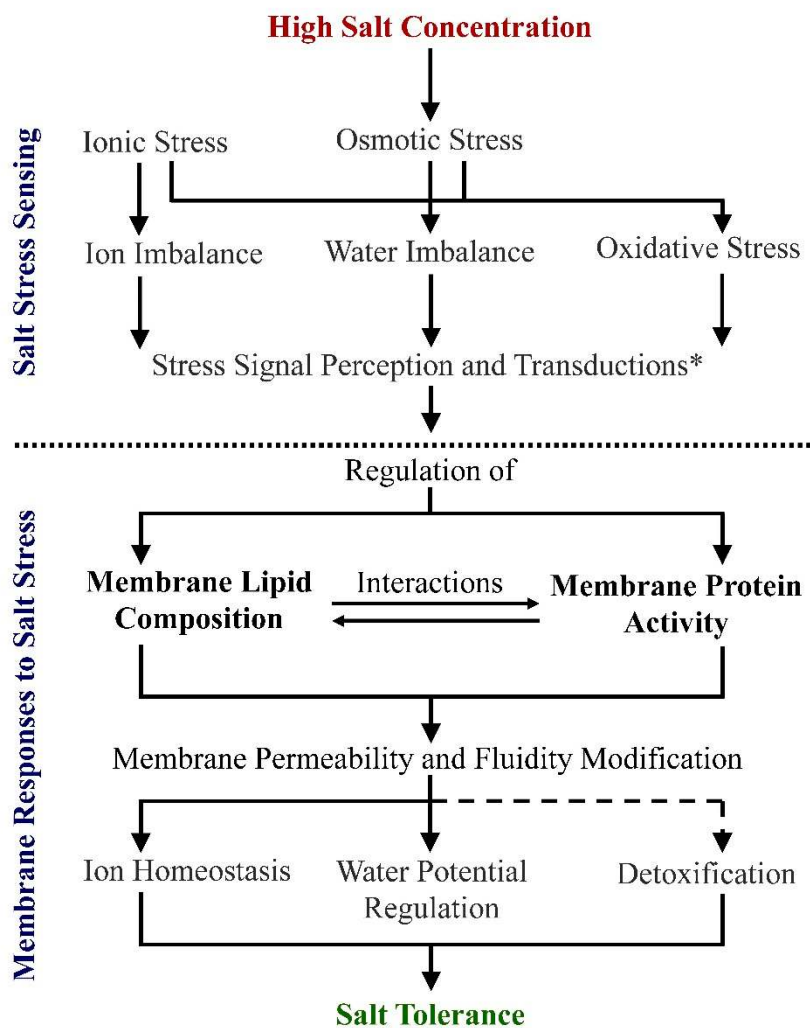 High Salt Concentration
Salt Stress Sensing
Ionic Stress
Osmotic Stress
Ion Imbalance
Water Imbalance
Oxidative Stress
Stress Signal Perception and Transductions*
Membrane Responses to Salt Stress
Regulation of
Membrane Lipid
Composition
Interactions
Membrane Protein
Activity
Membrane Permeability and Fluidity Modification
Ion Homeostasis
Water Potential
Regulation
Detoxification
Salt Tolerance